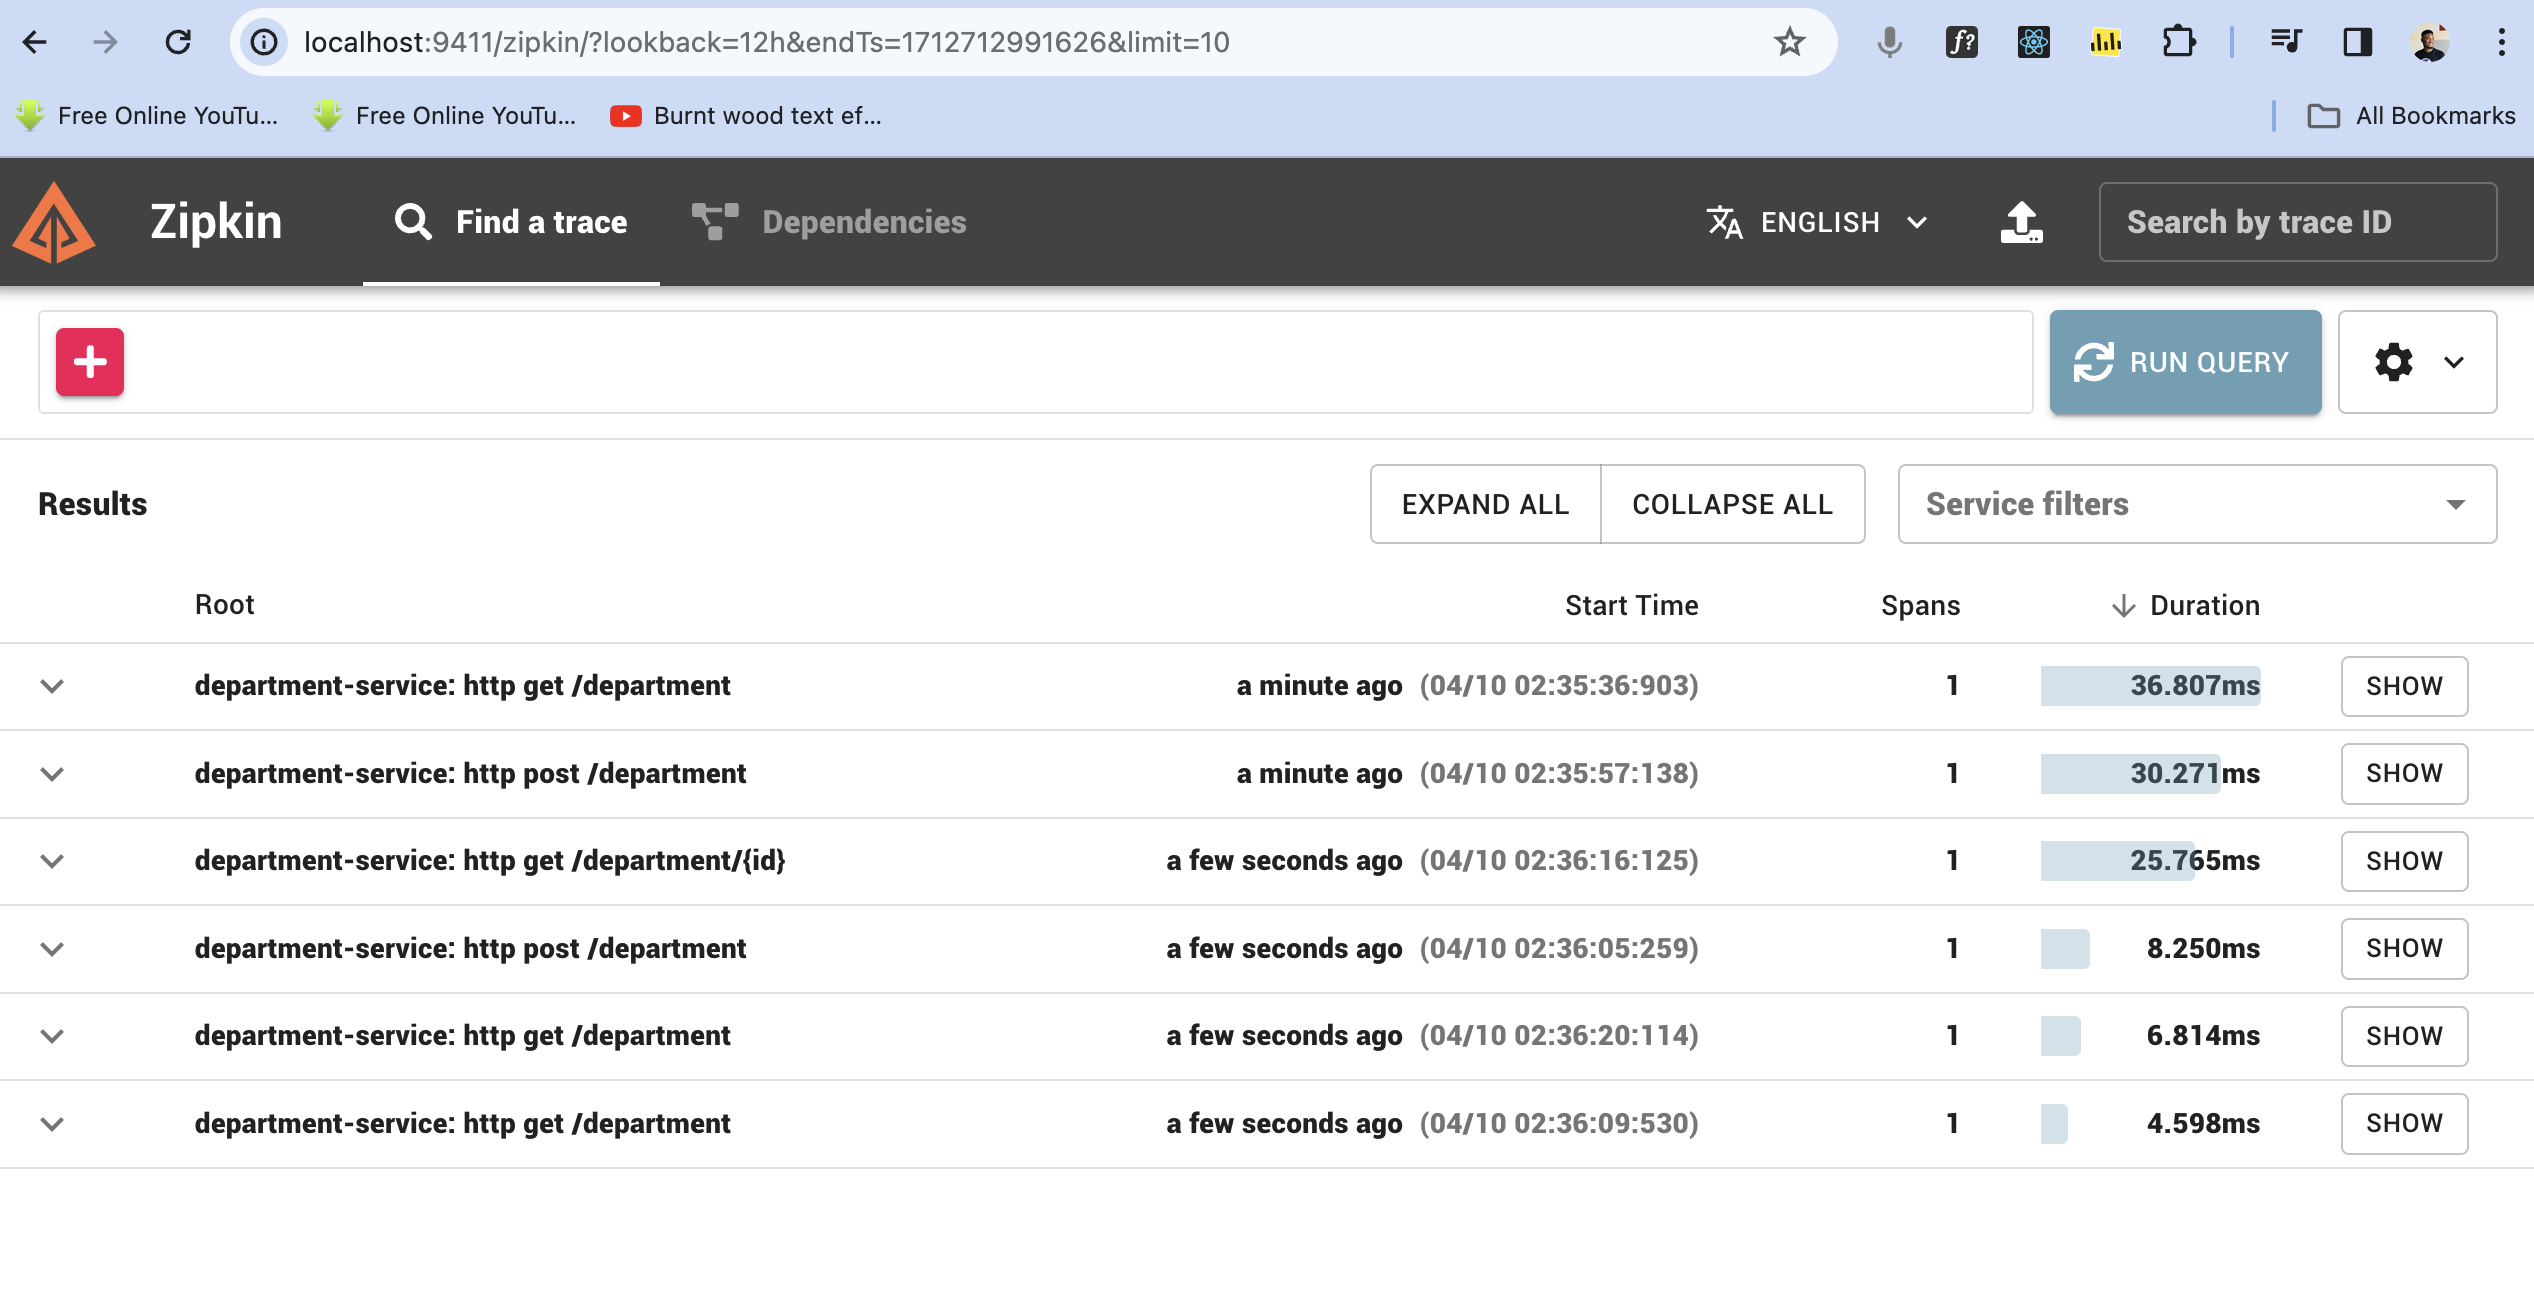 localhost:9411/zipkin/?lookback=12h&endTs=1712712991626&limit=10
Free Online YouTu... Free Online YouTu... Burnt wood text ef... All Bookmarks
Zipkin Find a trace Dependencies ENGLISH Search by trace ID
RUN QUERY
Results EXPAND ALL COLLAPSE ALL Service filters
Root Start Time Spans Duration
department-service: http get /department a minute ago (04/10 02:35:36:903) 1 36.807ms SHOW
department-service: http post /department a minute ago (04/10 02:35:57:138) 1 30.271ms SHOW
department-service: http get /department/{id} a few seconds ago (04/10 02:36:16:125) 1 25.765ms SHOW
department-service: http post /department a few seconds ago (04/10 02:36:05:259) 1 8.250ms SHOW
department-service: http get /department a few seconds ago (04/10 02:36:20:114) 1 6.814ms SHOW
department-service: http get /department a few seconds ago (04/10 02:36:09:530) 1 4.598ms SHOW